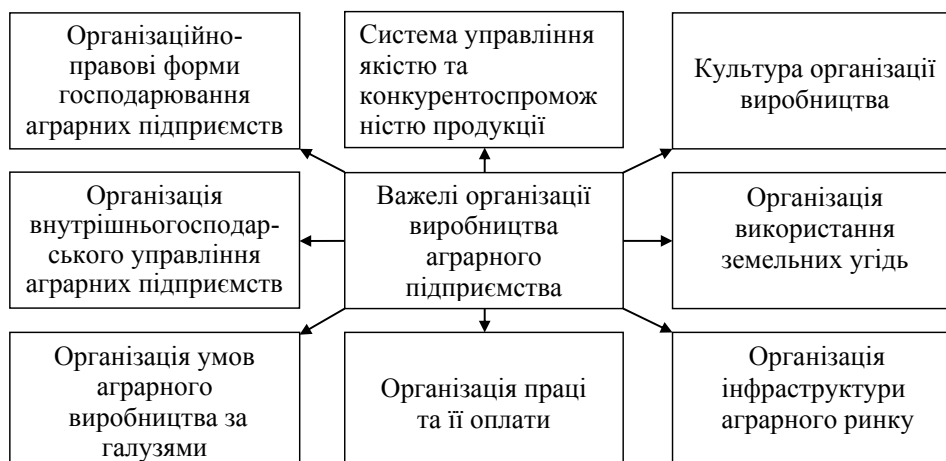 Організаційно-
правові форми
господарювання
аграрних підприємств
Система управління
якістю та
конкурентоспромож
ністю продукції
Культура організації
виробництва
Організація
внутрішньогосподар-
ського управління
аграрних підприємств
Важелі організації
виробництва
аграрного
підприємства
Організація
використання
земельних угідь
Організація умов
аграрного
виробництва за
галузями
Організація праці
та її оплати
Організація
інфраструктури
аграрного ринку